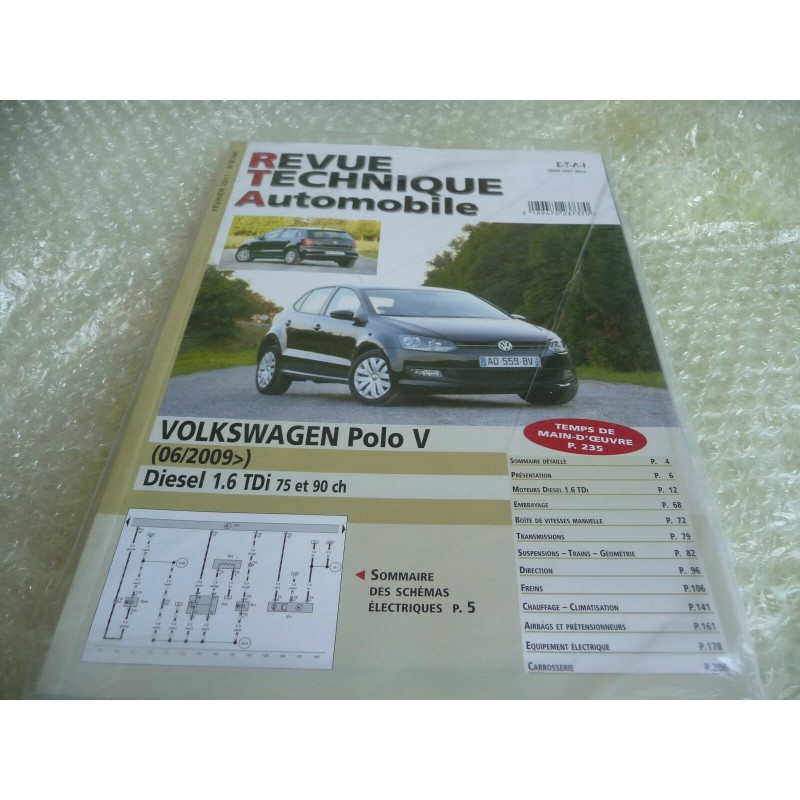 REVUE
TECHNIQUE
Automobile
E-T-A-I
AD-559-BV
VOLKSWAGEN Polo V
(06/2009>)
Diesel 1.6 TDi 75 et 90 ch
TEMPS DE
MAIN-D'ŒUVRE
P. 235
SOMMAIRE DÉTAILLÉ P. 4
PRÉSENTATION P. 6
MOTEURS DIESEL 1.6 TDI P. 12
EMBRAYAGE P. 68
BOÎTE DE VITESSES MANUELLE P. 72
TRANSMISSIONS P. 79
SUSPENSIONS – TRAINS – GÉOMÉTRIE P. 82
DIRECTION P. 96
FREINS P.106
CHAUFFAGE – CLIMATISATION P.141
AIRBAGS ET PRÉTENSIONNEURS P.161
EQUIPEMENT ÉLECTRIQUE P.178
CARROSSERIE
SOMMAIRE
DES SCHÉMAS
ÉLECTRIQUES P. 5